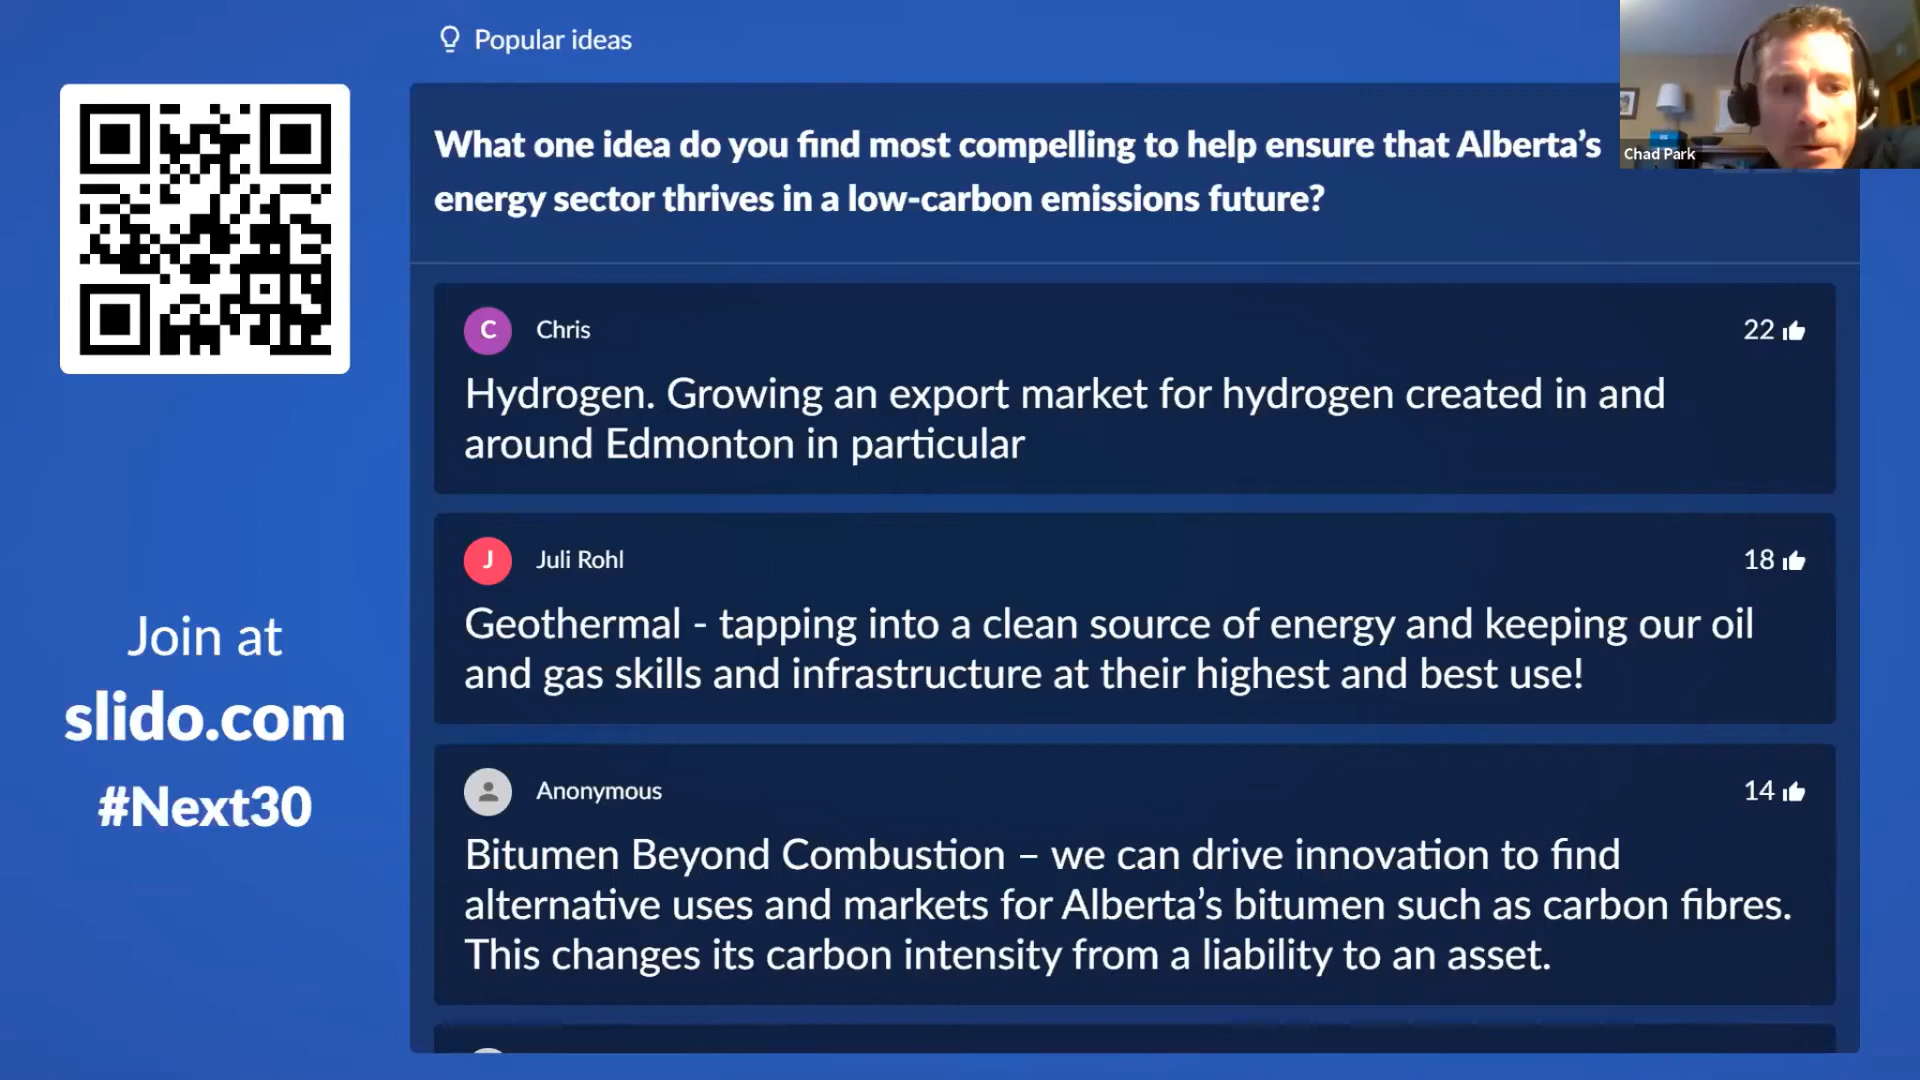 Popular ideas
What one idea do you find most compelling to help ensure that Alberta’s
energy sector thrives in a low-carbon emissions future?
Chad Park
C Chris 22
Hydrogen. Growing an export market for hydrogen created in and
around Edmonton in particular
J Juli Rohl 18
Geothermal - tapping into a clean source of energy and keeping our oil
and gas skills and infrastructure at their highest and best use!
Anonymous 14
Bitumen Beyond Combustion – we can drive innovation to find
alternative uses and markets for Alberta’s bitumen such as carbon fibres.
This changes its carbon intensity from a liability to an asset.
Join at
slido.com
#Next30